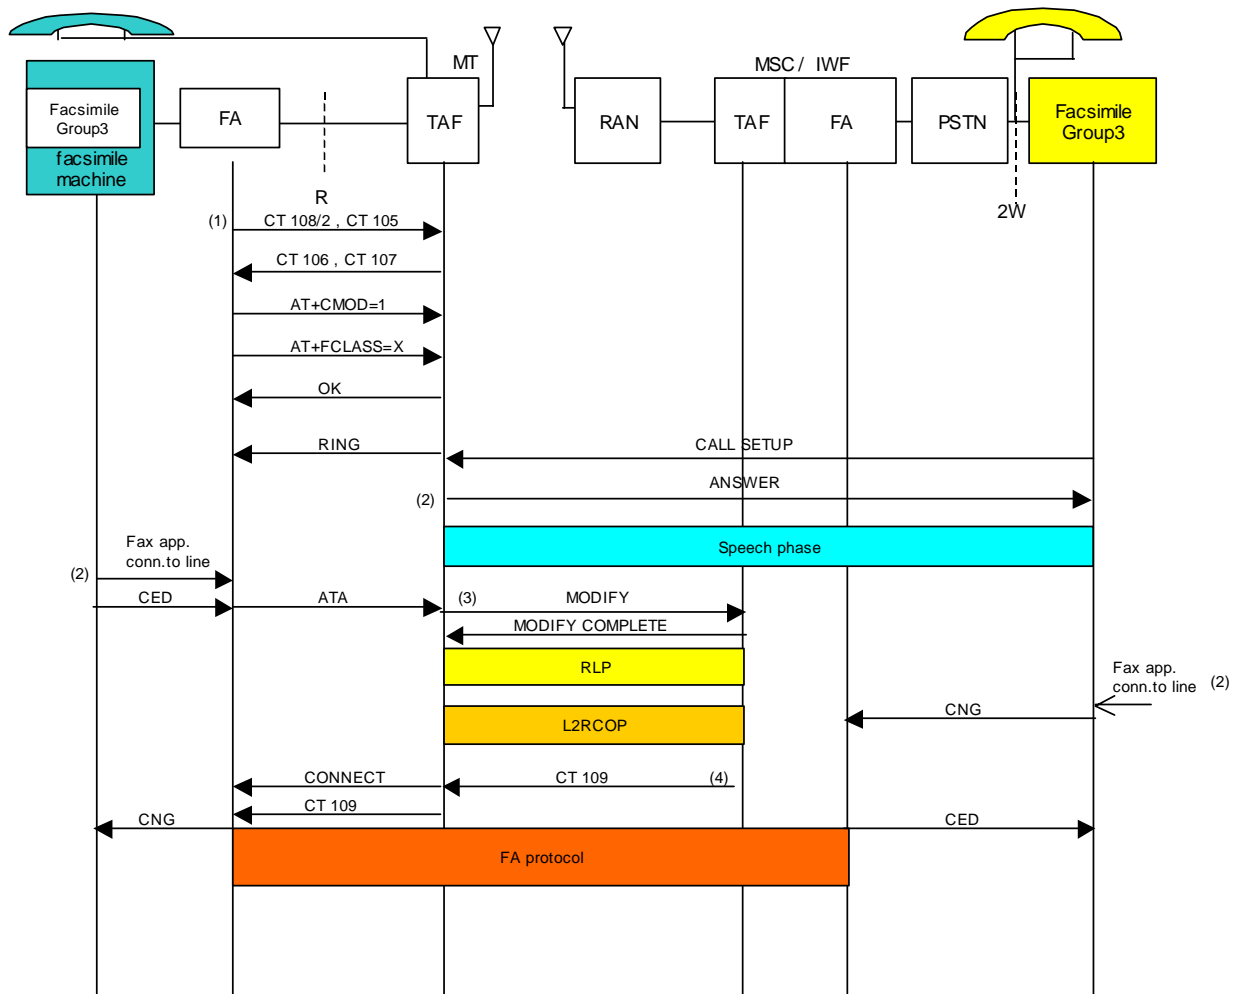 MT
MSC / IWF
Facsimile
Group3
facsimile
machine
FA
TAF
RAN
TAF
FA
PSTN
Facsimile
Group3
R
2W
(1)
CT 108/2 , CT 105
CT 106 , CT 107
AT+CMOD=1
AT+FCLASS=X
OK
RING
CALL SETUP
(2)
ANSWER
Speech phase
Fax app.
conn.to line
(2)
CED
ATA
(3)
MODIFY
MODIFY COMPLETE
RLP
Fax app.
conn.to line
(2)
L2RCOP
CNG
CONNECT
CT 109
(4)
CT 109
CNG
CED
FA protocol